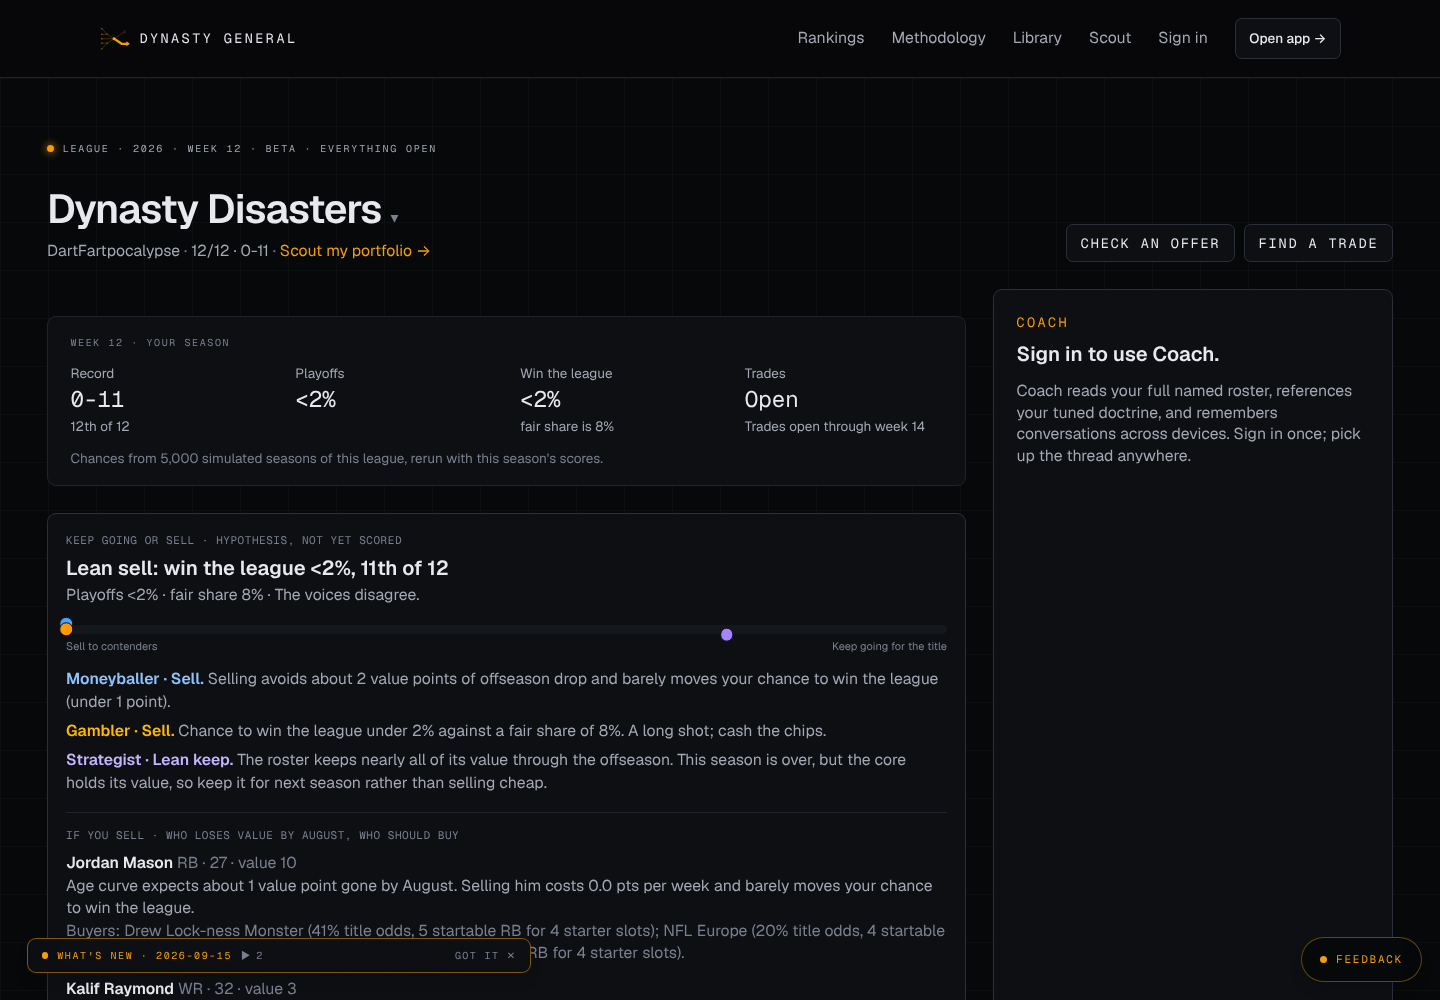 DYNASTY GENERAL
Rankings
Methodology
Library
Scout
Sign in
Open app →
LEAGUE · 2026 · WEEK 12 · BETA · EVERYTHING OPEN
Dynasty Disasters ▼
DartFartpocalypse · 12/12 · 0-11 · Scout my portfolio →
CHECK AN OFFER
FIND A TRADE
WEEK 12 · YOUR SEASON
Record
0-11
12th of 12
Playoffs
<2%
Win the league
<2%
fair share is 8%
Trades
Open
Trades open through week 14
Chances from 5,000 simulated seasons of this league, rerun with this season's scores.
KEEP GOING OR SELL · HYPOTHESIS, NOT YET SCORED
Lean sell: win the league <2%, 11th of 12
Playoffs <2% · fair share 8% · The voices disagree.
Sell to contenders
Keep going for the title
Moneyballer · Sell. Selling avoids about 2 value points of offseason drop and barely moves your chance to win the league
(under 1 point).
Gambler · Sell. Chance to win the league under 2% against a fair share of 8%. A long shot; cash the chips.
Strategist · Lean keep. The roster keeps nearly all of its value through the offseason. This season is over, but the core
holds its value, so keep it for next season rather than selling cheap.
IF YOU SELL · WHO LOSES VALUE BY AUGUST, WHO SHOULD BUY
Jordan Mason RB · 27 · value 10
Age curve expects about 1 value point gone by August. Selling him costs 0.0 pts per week and barely moves your chance
to win the league.
Buyers: Drew Lock-ness Monster (41% title odds, 5 startable RB for 4 starter slots); NFL Europe (20% title odds, 4 startable
RB for 4 starter slots).
Kalif Raymond WR · 32 · value 3
COACH
Sign in to use Coach.
Coach reads your full named roster, references
your tuned doctrine, and remembers
conversations across devices. Sign in once; pick
up the thread anywhere.
WHAT'S NEW · 2026-09-15 ▶ 2
GOT IT ×
FEEDBACK